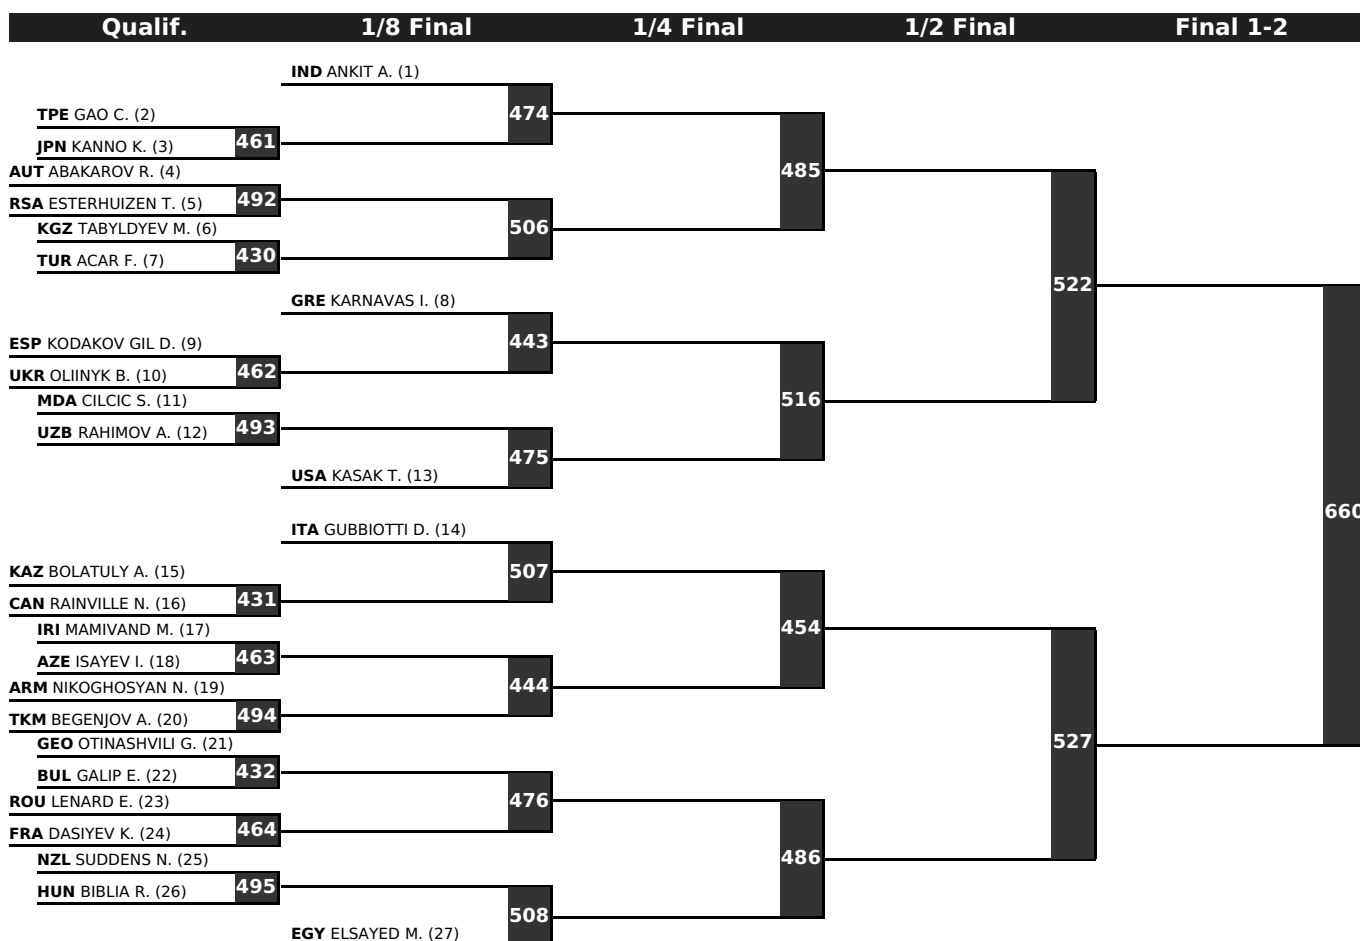 Qualif. 1/8 Final 1/4 Final 1/2 Final Final 1-2
IND ANKIT A. (1)
474
TPE GAO C. (2)
461
JPN KANNO K. (3)
AUT ABAKAROV R. (4)
485
492
RSA ESTERHUIZEN T. (5)
KGZ TABYLDYEV M. (6)
506
430
TUR ACAR F. (7)
522
GRE KARNAVAS I. (8)
443
ESP KODAKOV GIL D. (9)
462
UKR OLIINYK B. (10)
MDA CILCIC S. (11)
516
493
UZB RAHIMOV A. (12)
475
USA KASAK T. (13)
660
ITA GUBBIOTTI D. (14)
507
KAZ BOLATULY A. (15)
431
CAN RAINVILLE N. (16)
IRI MAMIVAND M. (17)
454
463
AZE ISAYEV I. (18)
444
ARM NIKOGHOSYAN N. (19)
494
TKM BEGENJOV A. (20)
GEO OTINASHVILI G. (21)
527
432
BUL GALIP E. (22)
476
ROU LENARD E. (23)
464
FRA DASIYEV K. (24)
NZL SUDDENS N. (25)
486
495
HUN BIBLIA R. (26)
508
EGY ELSAYED M. (27)